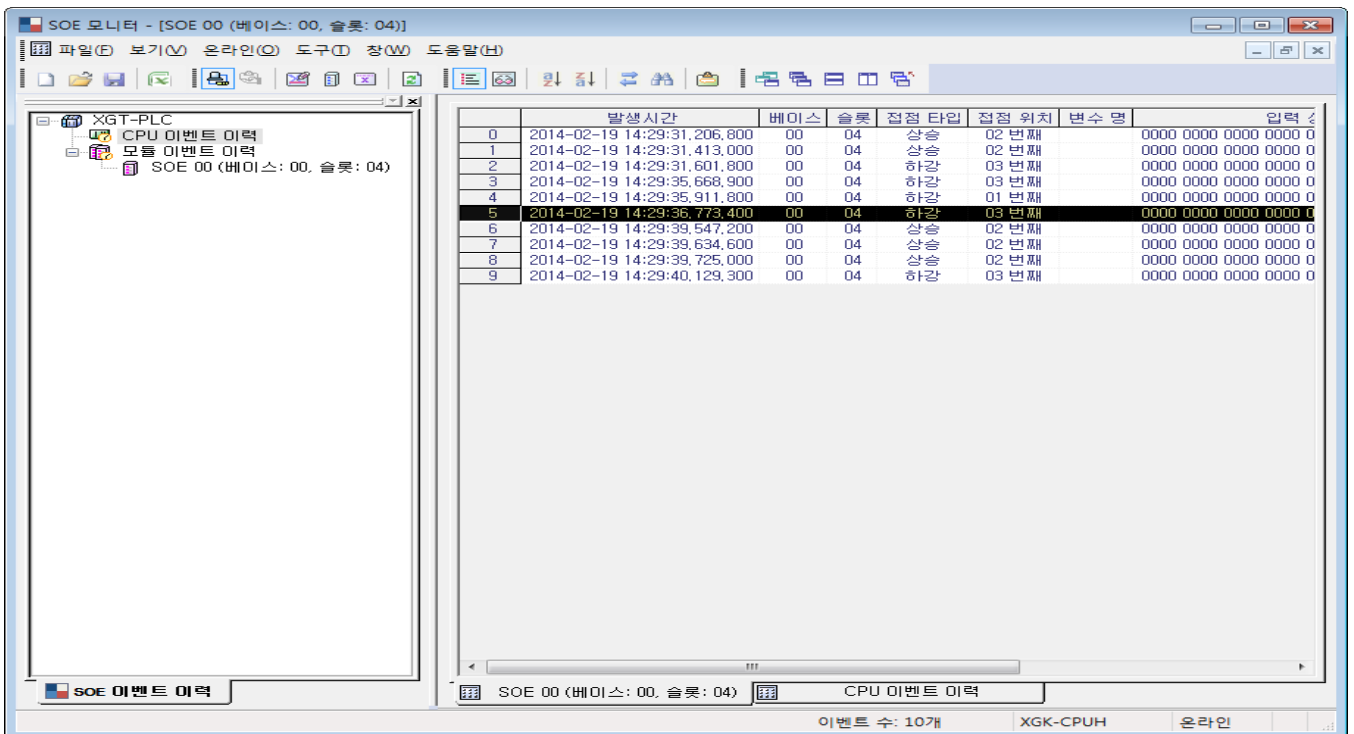 SOE 모니터 - [SOE 00 (베이스: 00, 슬롯: 04)]
파일(F) 보기(V) 온라인(O) 도구(T) 창(W) 도움말(H)
XGT-PLC
CPU 이벤트 이력
모듈 이벤트 이력
SOE 00 (베이스: 00, 슬롯: 04)
발생시간 베이스 슬롯 접점 타입 접점 위치 변수 명 입력
0 2014-02-19 14:29:31,206,800 00 04 상승 02 번째 0000 0000 0000 0000 0
1 2014-02-19 14:29:31,413,000 00 04 상승 02 번째 0000 0000 0000 0000 0
2 2014-02-19 14:29:31,601,800 00 04 하강 03 번째 0000 0000 0000 0000 0
3 2014-02-19 14:29:35,668,900 00 04 하강 03 번째 0000 0000 0000 0000 0
4 2014-02-19 14:29:35,911,800 00 04 하강 01 번째 0000 0000 0000 0000 0
5 2014-02-19 14:29:36,773,400 00 04 하강 03 번째 0000 0000 0000 0000 0
6 2014-02-19 14:29:39,547,200 00 04 상승 02 번째 0000 0000 0000 0000 0
7 2014-02-19 14:29:39,634,600 00 04 상승 02 번째 0000 0000 0000 0000 0
8 2014-02-19 14:29:39,725,000 00 04 상승 02 번째 0000 0000 0000 0000 0
9 2014-02-19 14:29:40,129,300 00 04 하강 03 번째 0000 0000 0000 0000 0
SOE 이벤트 이력
SOE 00 (베이스: 00, 슬롯: 04) CPU 이벤트 이력
이벤트 수: 10개 XGK-CPUH 온라인